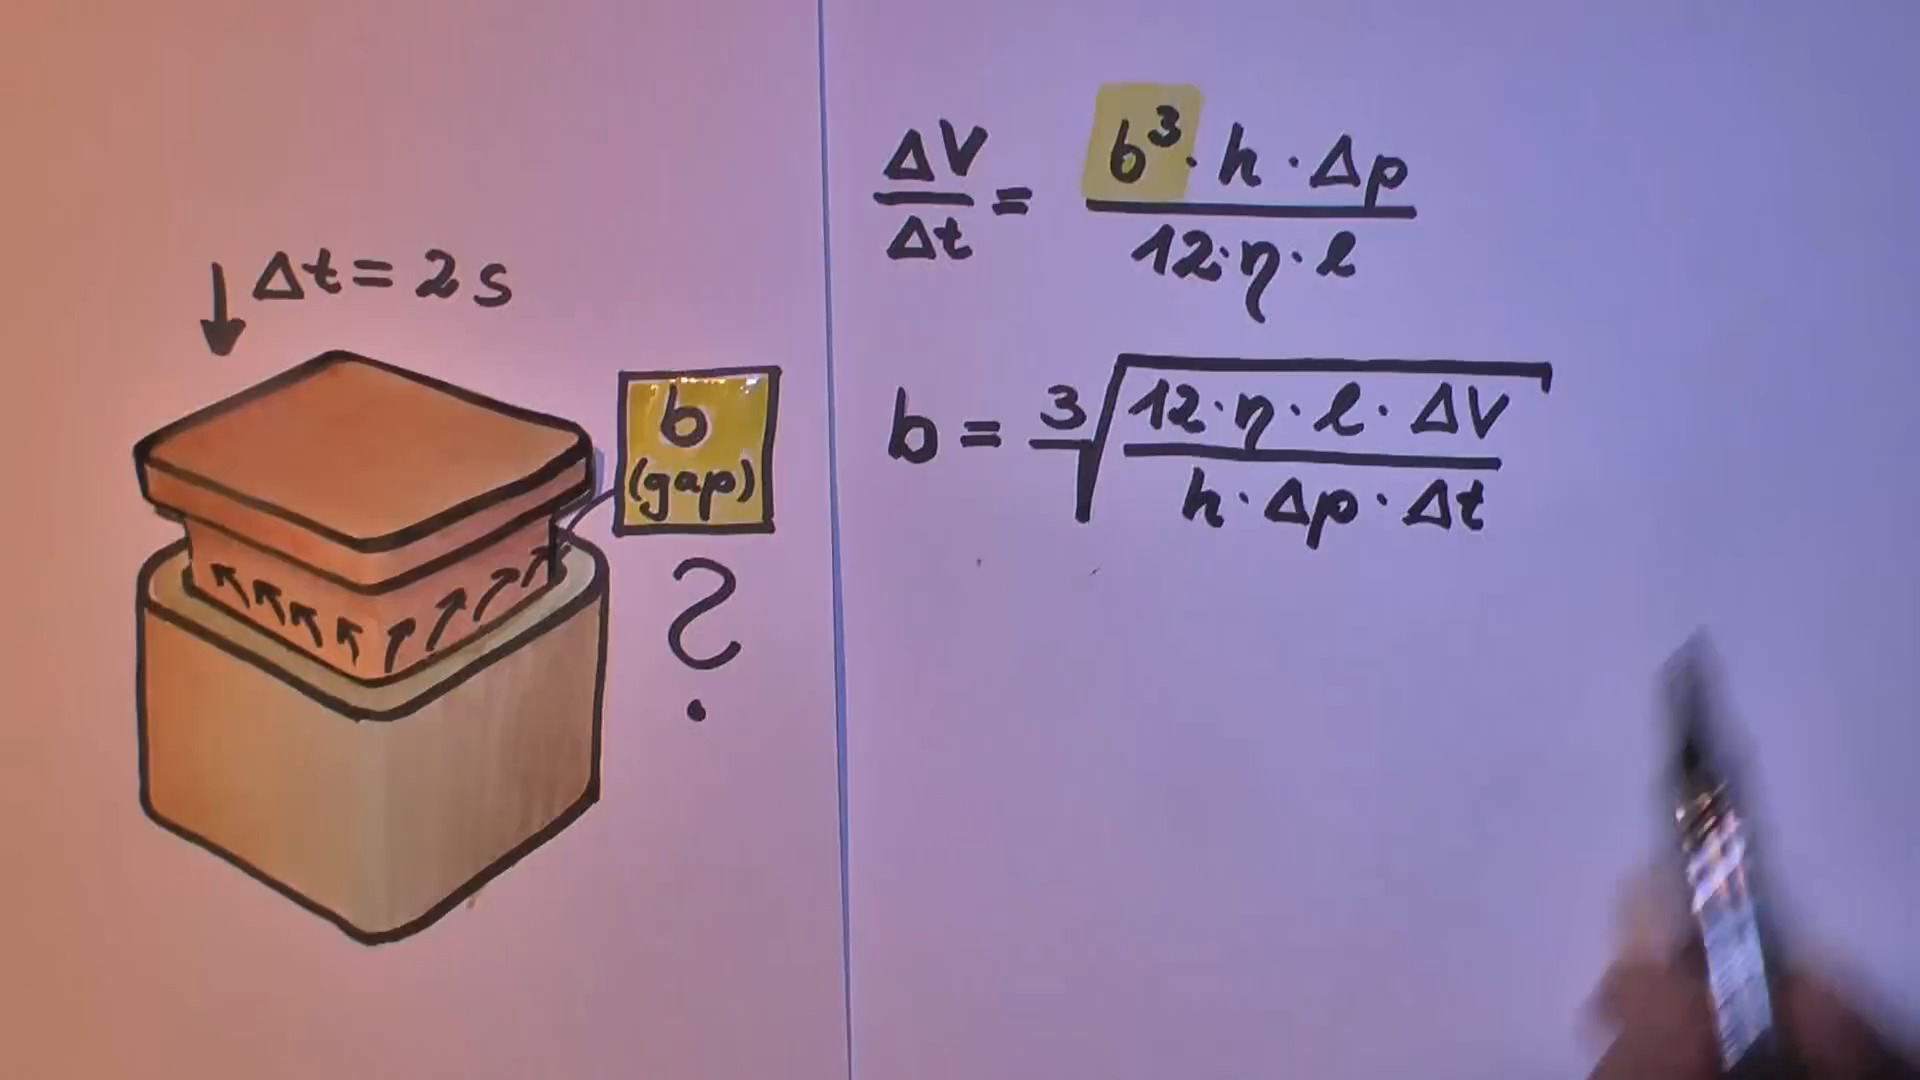 Δt = 2 s
b
(gap)
?
ΔV/Δt = b³ · h · Δp / 12 · η · l
b = ³√(12 · η · l · ΔV / h · Δp · Δt)